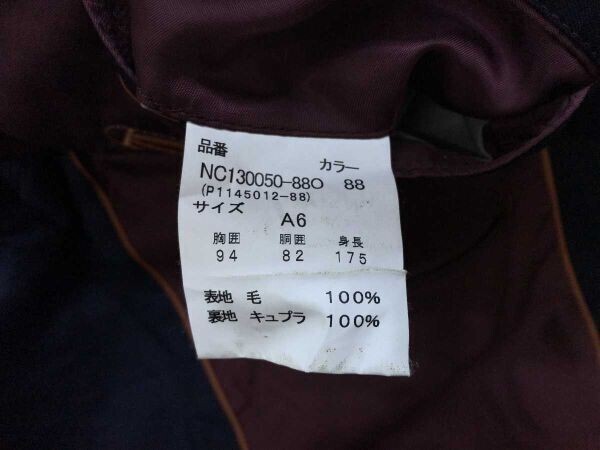 品番 カラー
NC130050-88O 88
(P1145012-88)
サイズ
A6
胸囲 胴囲 身長
94 82 175
表地 毛 100%
裏地 キュプラ 100%